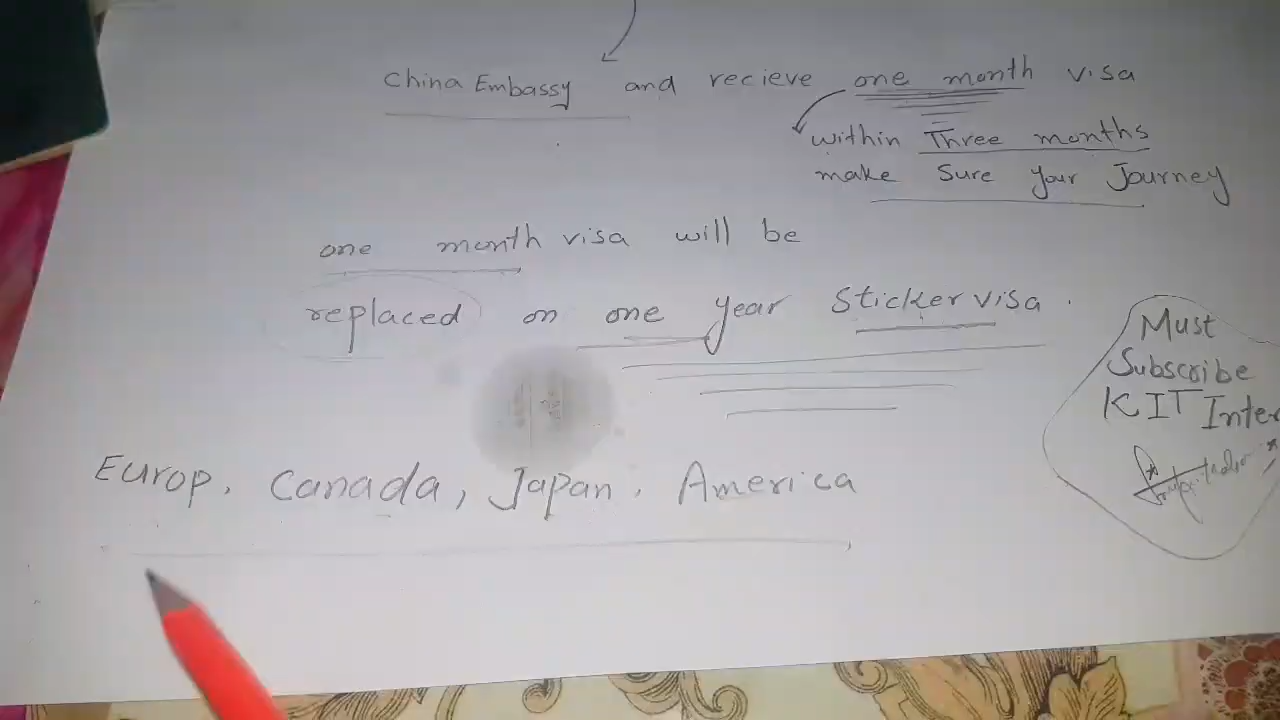 China Embassy and recieve one month visa
within Three months
make Sure your Journey
one month visa will be
replaced on one year Sticker visa.
Europ, Canada, Japan, America
Must
Subscribe
KIT Inter